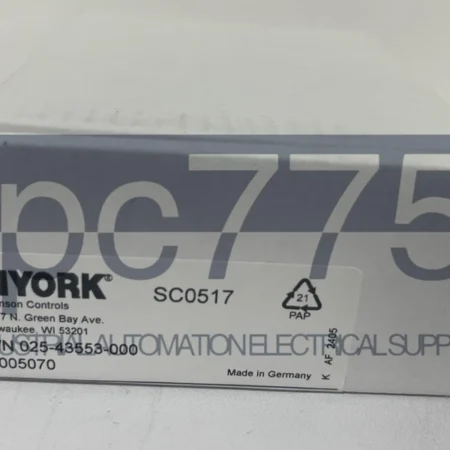 pc775
YORK®
SC0517
nson Controls
7 N. Green Bay Ave.
waukee, WI 53201
N 025-43553-000
005070
21
PAP
Made in Germany
K AF 2405
AUTOMATION ELECTRICAL SUPP